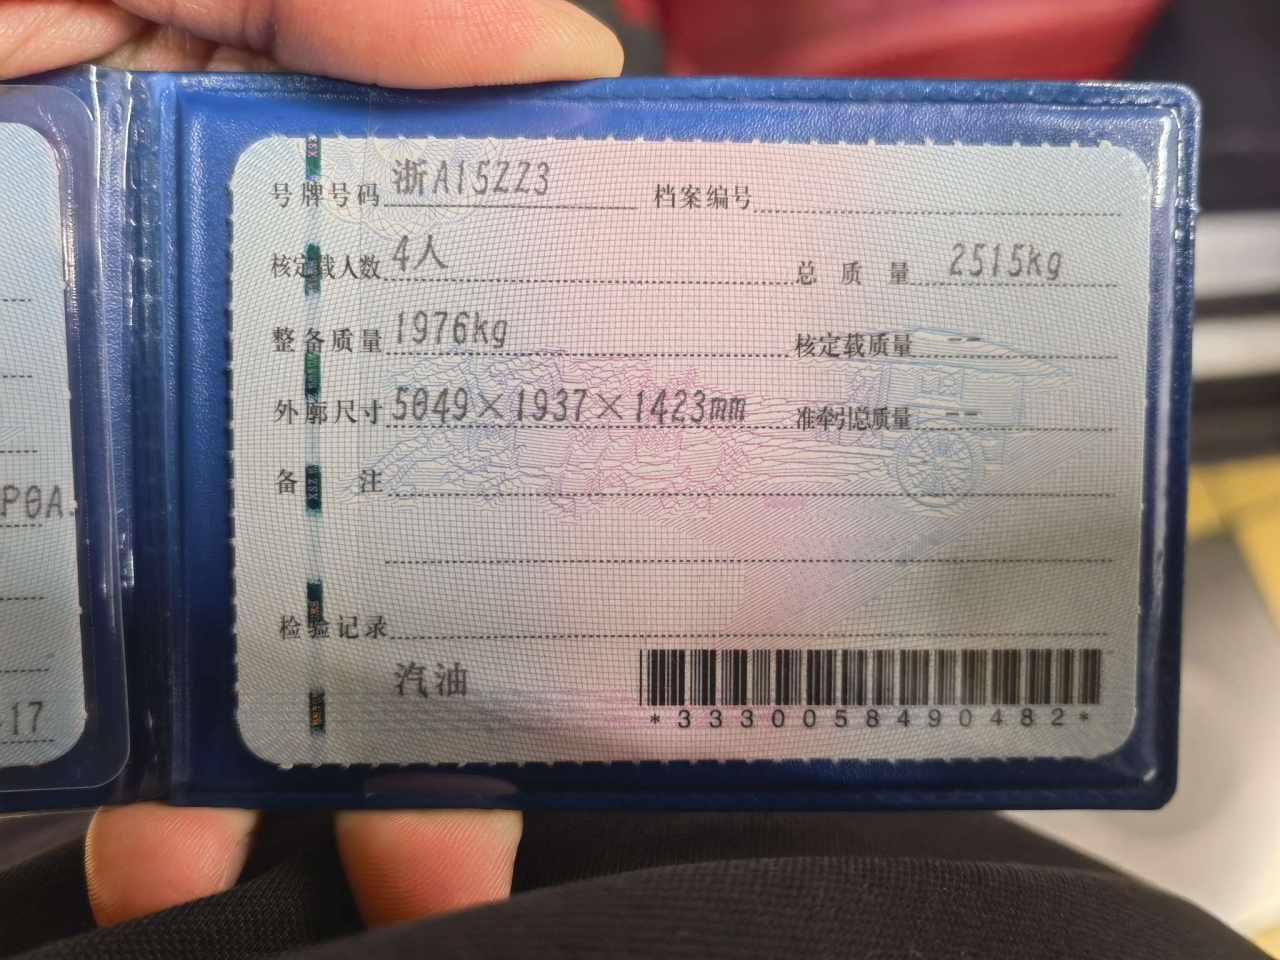 号牌号码 浙A15ZZ3 档案编号
核定载人数 4人 总质量 2515kg
整备质量 1976kg 核定载质量 --
外廓尺寸 5049×1937×1423mm 准牵引总质量 --
备注
检验记录
汽油
*3330058490482*
P0A
-17
XSZ